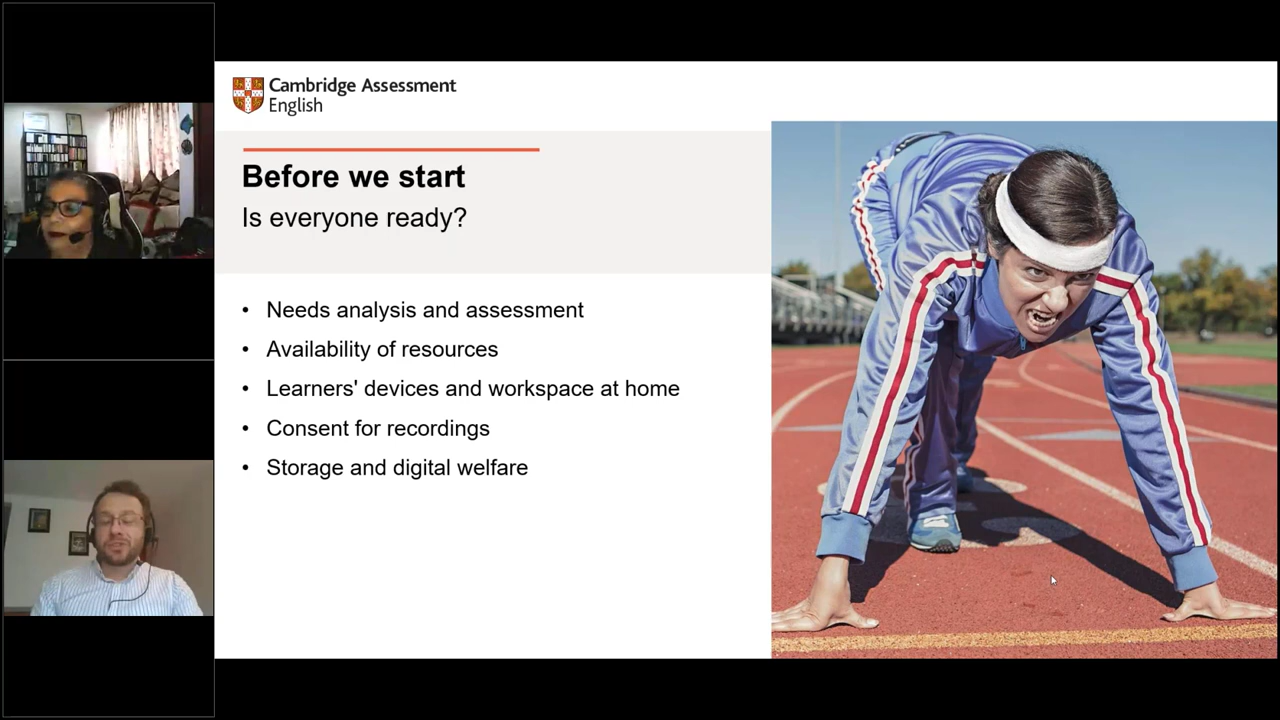 Cambridge Assessment
English
Before we start
Is everyone ready?
• Needs analysis and assessment
• Availability of resources
• Learners' devices and workspace at home
• Consent for recordings
• Storage and digital welfare